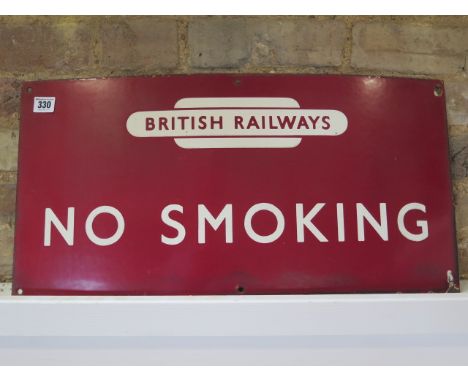 330
BRITISH RAILWAYS
NO SMOKING